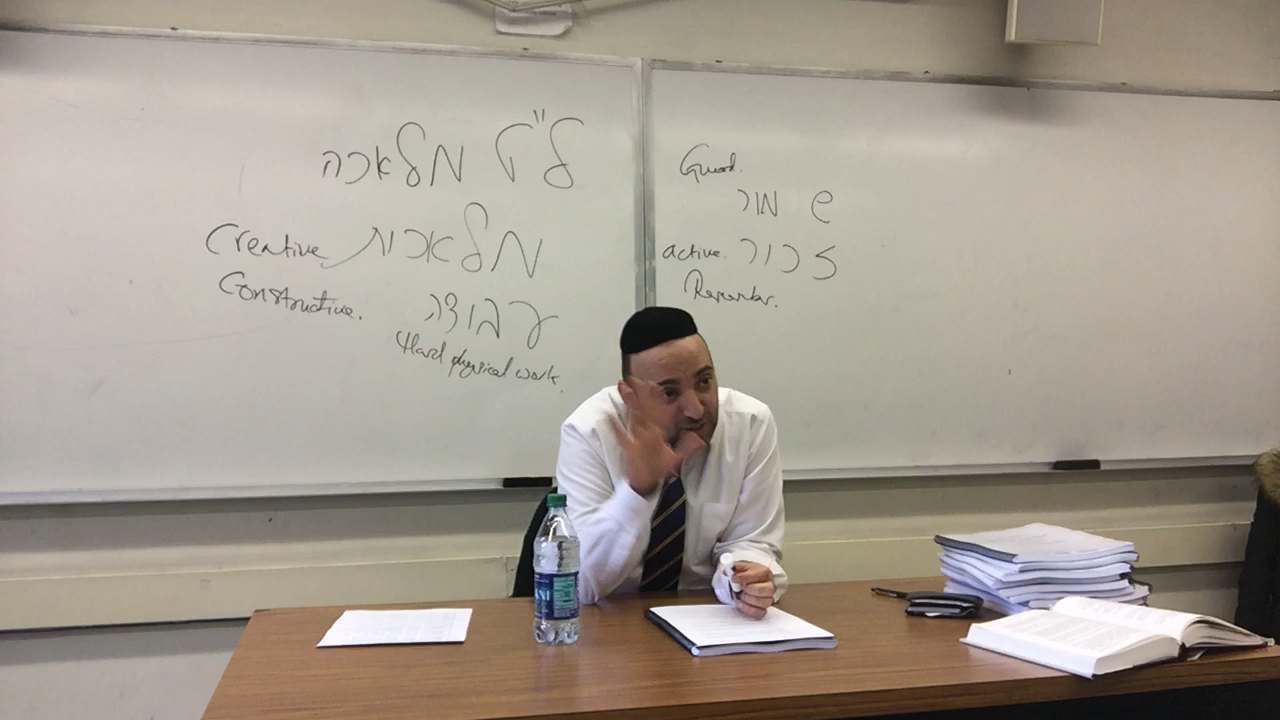 ל"ט מלאכה
Creative מלאכות
Constructive. עבודה
Hard physical work.
Guard.
שמור
active. זכור
Remember.